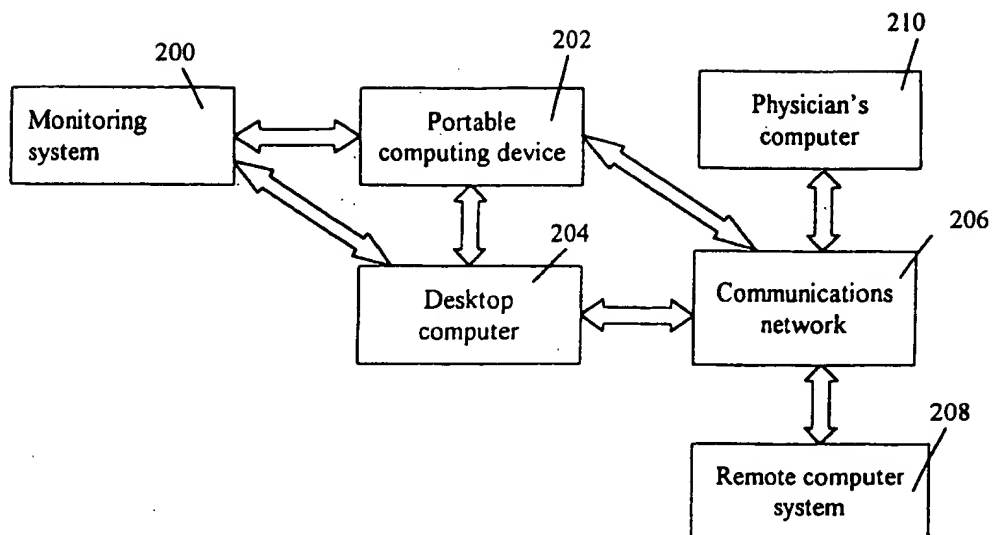 200
Monitoring
system
202
Portable
computing device
210
Physician's
computer
204
Desktop
computer
206
Communications
network
208
Remote computer
system